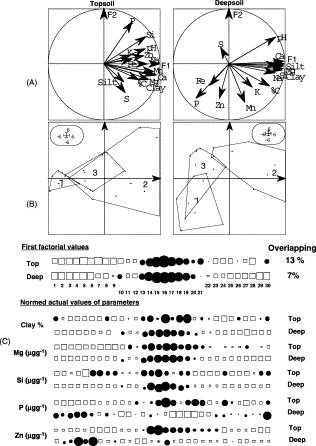 Topsoil Deepsoil
F2 F2
P
Si S
pH pH
Zn
F1 F1
Silt Fe Silt
Clay K %C Clay
S P Zn
Mn
(A)
(B)
3 3
2 2
1 1
First factorial values Overlapping
Top 13 %
Deep 7%
1 2 3 4 5 6 7 8 9 10 11 12 13 14 15 16 17 18 19 20 21 22 23 24 25 26 27 28 29 30
Normed actual values of parameters
Clay % Top
Deep
(C) Mg (µgg⁻¹) Top
Deep
Si (µgg⁻¹) Top
Deep
P (µgg⁻¹) Top
Deep
Zn (µgg⁻¹) Top
Deep